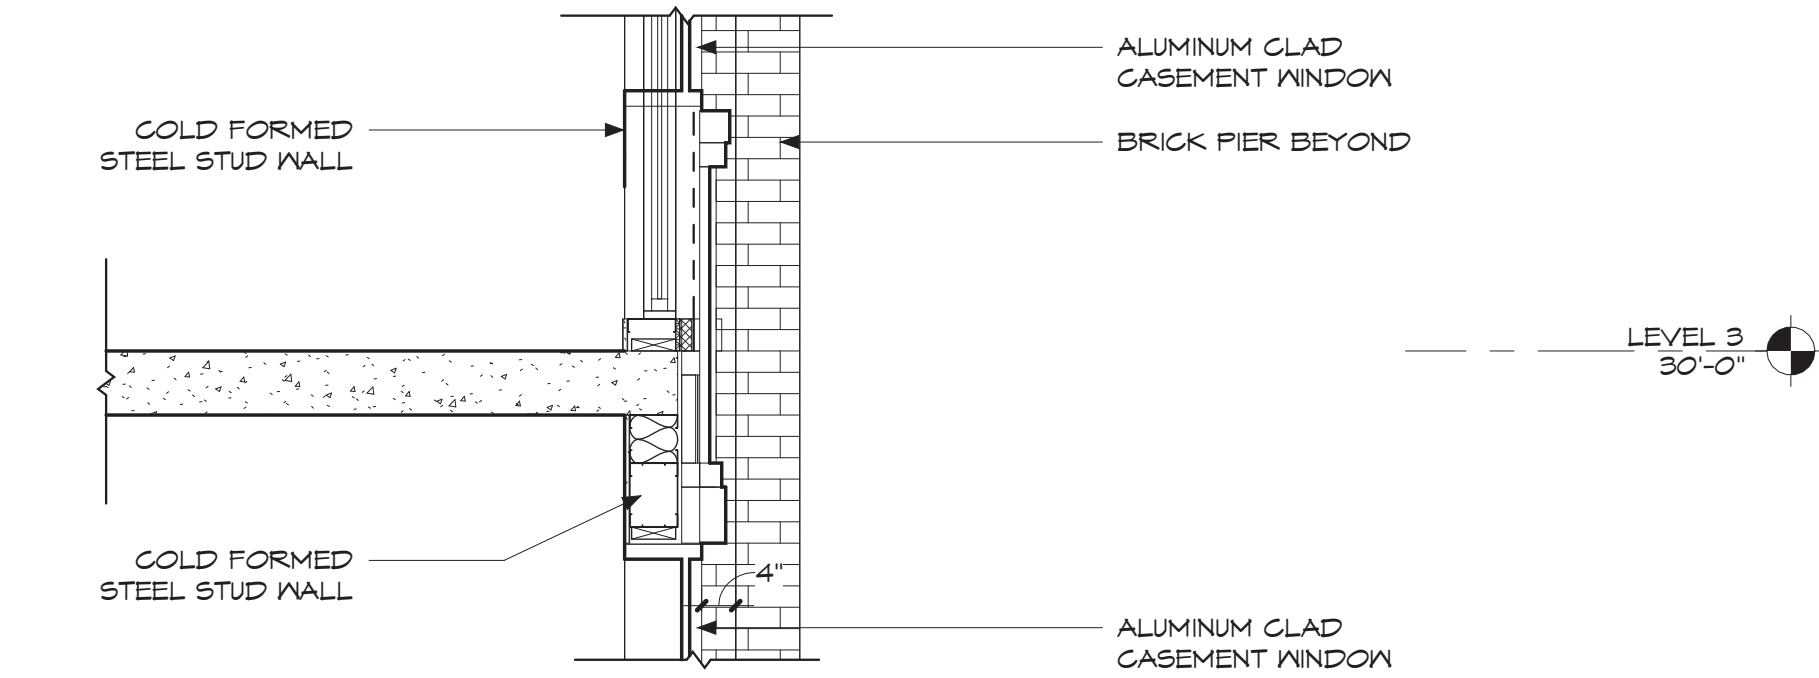 ALUMINUM CLAD
CASEMENT WINDOW
COLD FORMED
STEEL STUD WALL
BRICK PIER BEYOND
LEVEL 3
30'-0"
COLD FORMED
STEEL STUD WALL
4"
ALUMINUM CLAD
CASEMENT WINDOW